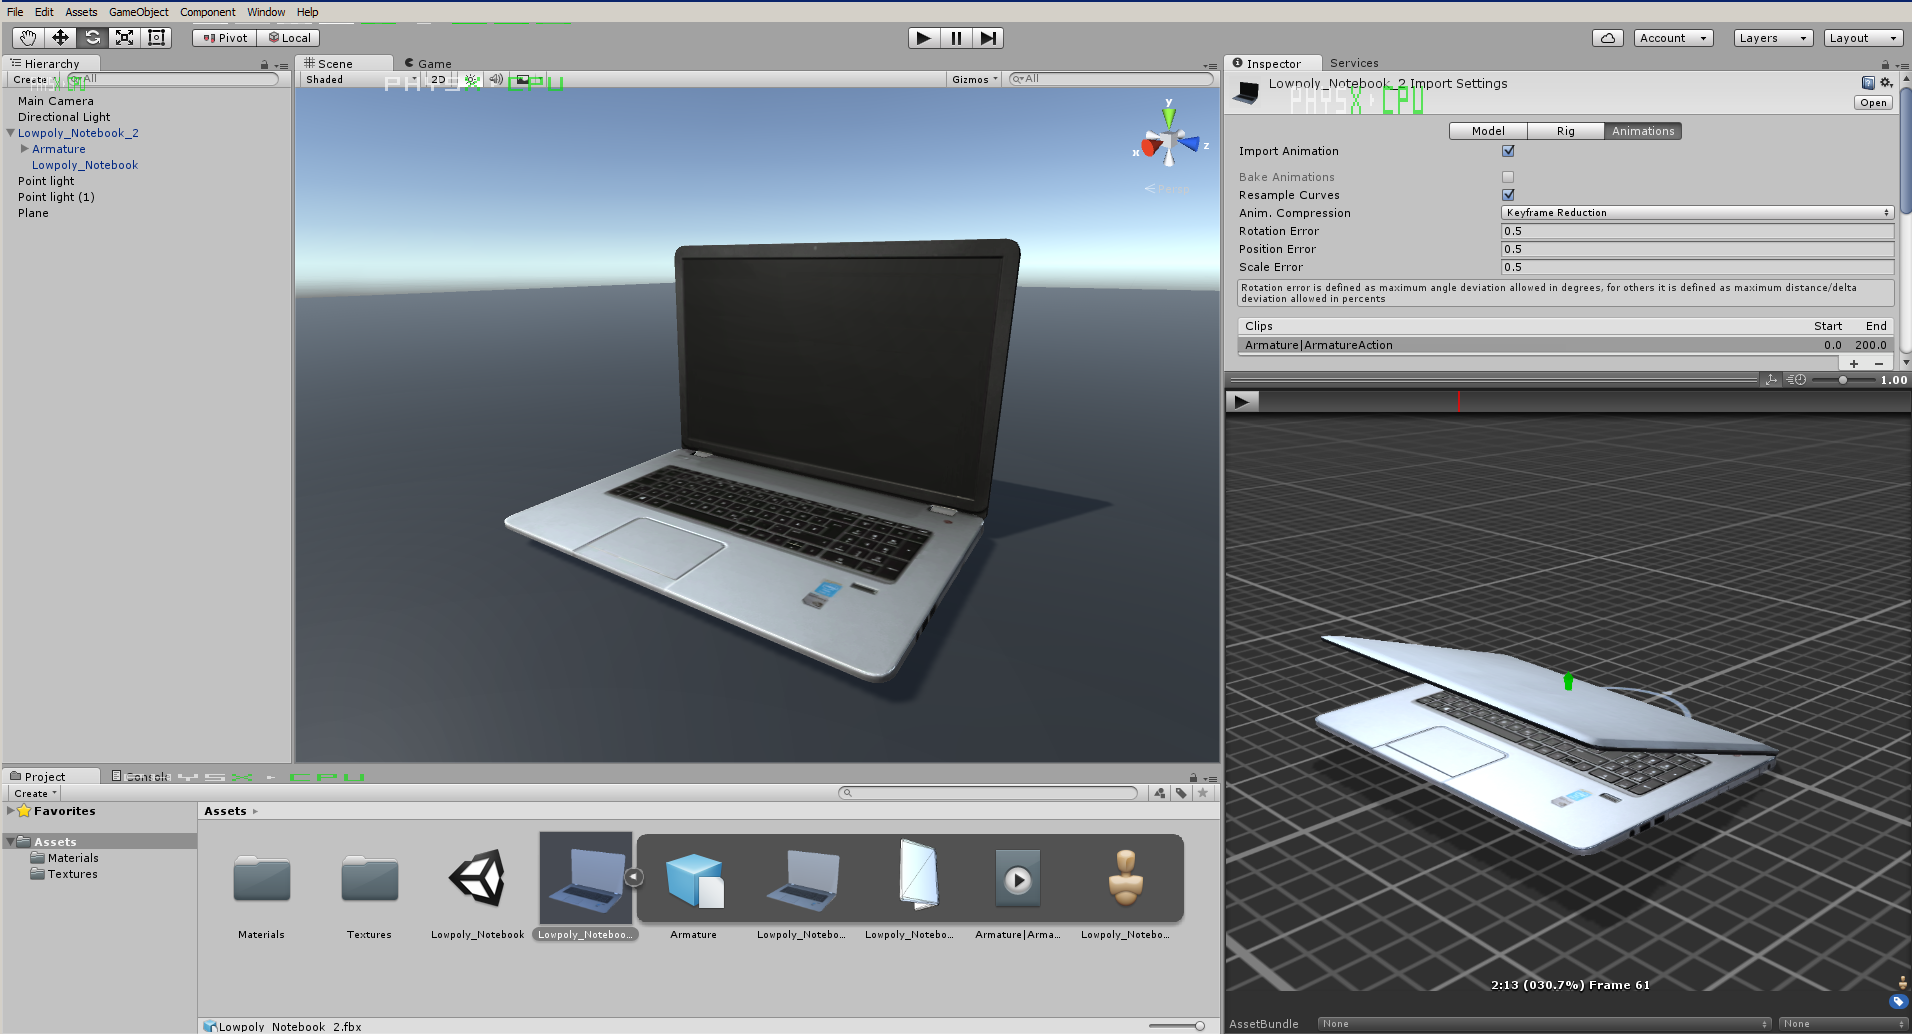 File Edit Assets GameObject Component Window Help
Pivot Local
Account Layers Layout
Hierarchy
Create All
Main Camera
Directional Light
Lowpoly_Notebook_2
Armature
Lowpoly_Notebook
Point light
Point light (1)
Plane
Scene Game
Shaded 2D Gizmos All
PHYSX CPU
y
x z
Persp
Inspector Services
Lowpoly_Notebook_2 Import Settings
PHYSX CPU
Open
Model Rig Animations
Import Animation
Bake Animations
Resample Curves
Anim. Compression Keyframe Reduction
Rotation Error 0.5
Position Error 0.5
Scale Error 0.5
Rotation error is defined as maximum angle deviation allowed in degrees, for others it is defined as maximum distance/delta
deviation allowed in percents
Clips Start End
Armature|ArmatureAction 0.0 200.0
1.00
2:13 (030.7%) Frame 61
AssetBundle None None
Project Console
Create
Favorites
Assets
Materials
Textures
Assets
Materials Textures Lowpoly_Notebook Lowpoly_Noteboo... Armature Lowpoly_Notebo... Lowpoly_Notebo... Armature|Arma... Lowpoly_Notebo...
Lowpoly_Notebook_2.fbx